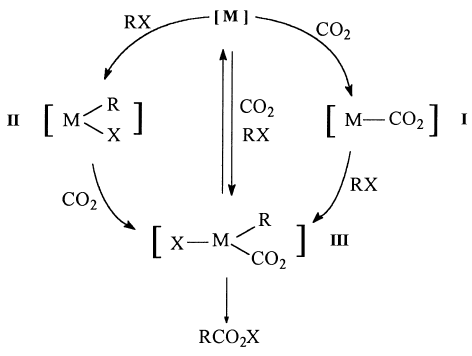 RX [M] CO2
II [ M R X ] CO2 RX [ M—CO2 ] I
CO2 RX
[ X—M R CO2 ] III
RCO2X